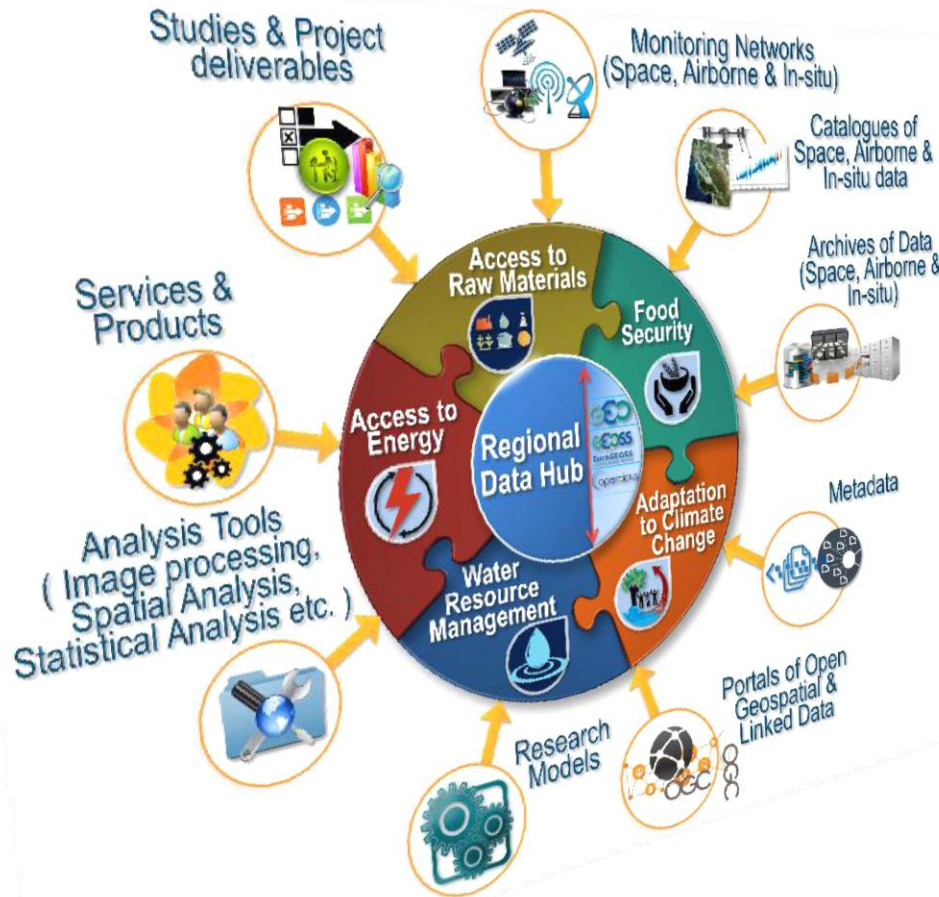 Studies & Project
deliverables
Monitoring Networks
(Space, Airborne & In-situ)
Catalogues of
Space, Airborne &
In-situ data
Archives of Data
(Space, Airborne &
In-situ)
Services &
Products
Access to
Raw Materials
Food
Security
Access to
Energy
Regional
Data Hub
Adaptation
to Climate
Change
Water
Resource
Management
Metadata
Analysis Tools
( Image processing,
Spatial Analysis,
Statistical Analysis etc. )
Portals of Open
Geospatial &
Linked Data
Research
Models
OGC
OGC